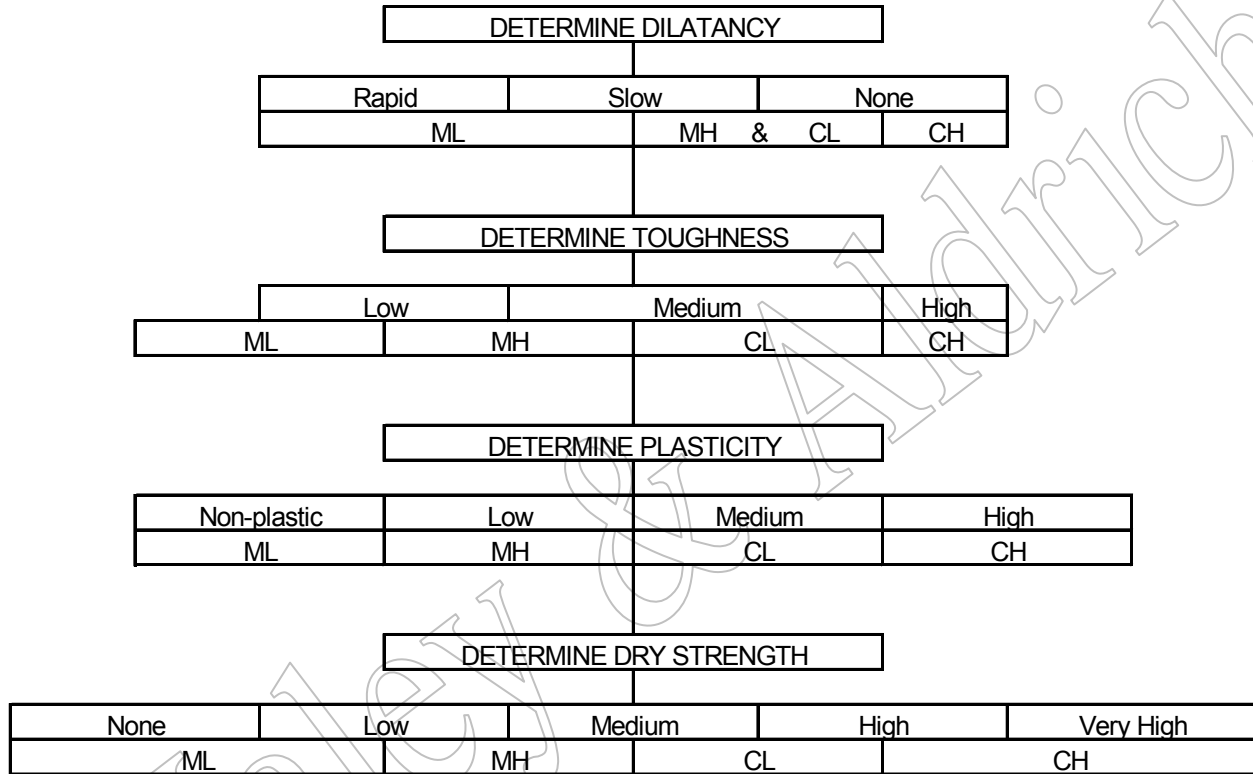 DETERMINE DILATANCY
Rapid Slow None
ML MH & CL CH
DETERMINE TOUGHNESS
Low Medium High
ML MH CL CH
DETERMINE PLASTICITY
Non-plastic Low Medium High
ML MH CL CH
DETERMINE DRY STRENGTH
None Low Medium High Very High
ML MH CL CH
ley & Aldrich